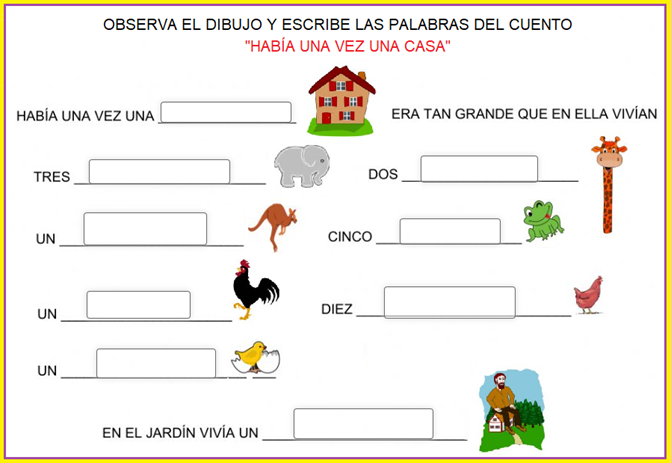 OBSERVA EL DIBUJO Y ESCRIBE LAS PALABRAS DEL CUENTO
"HABÍA UNA VEZ UNA CASA"
HABÍA UNA VEZ UNA ERA TAN GRANDE QUE EN ELLA VIVÍAN
TRES DOS
UN CINCO
UN DIEZ
UN
EN EL JARDÍN VIVÍA UN